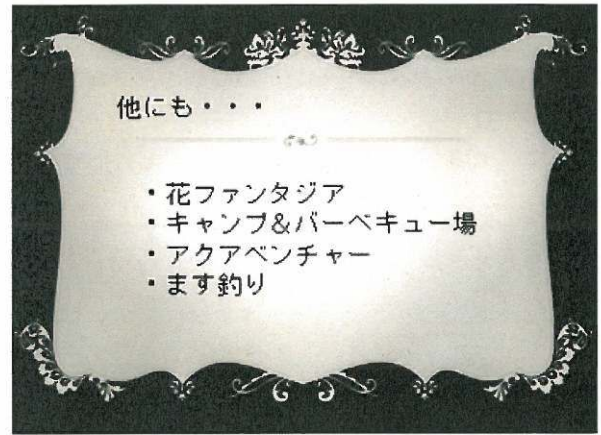 他にも・・・
・花ファンタジア
・キャンプ&バーベキュー場
・アクアベンチャー
・ます釣り